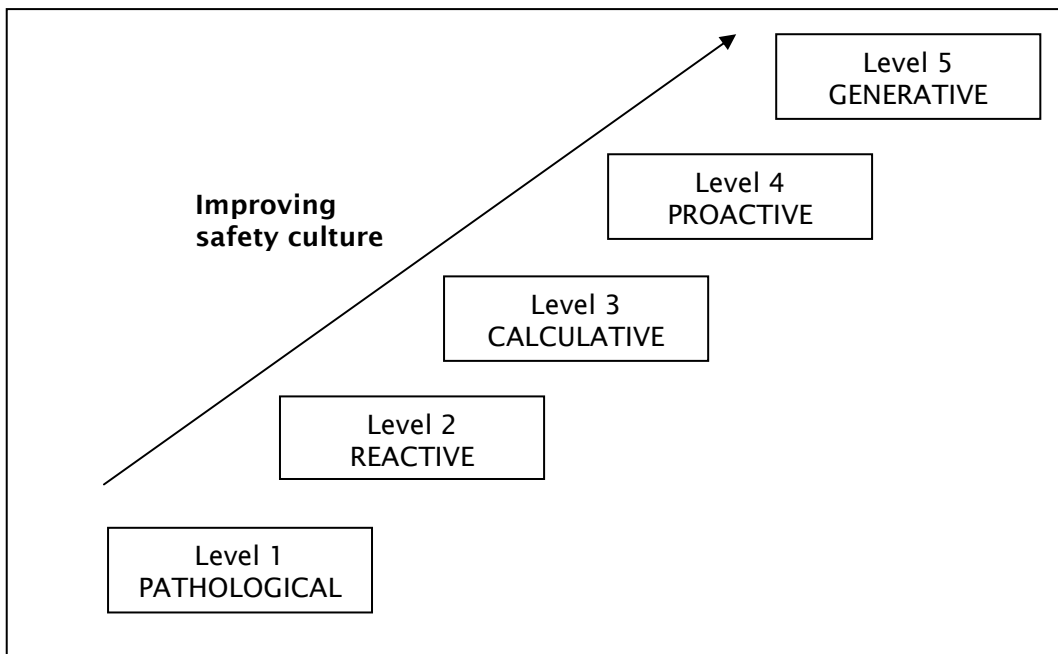 Level 5
GENERATIVE
Level 4
PROACTIVE
Improving
safety culture
Level 3
CALCULATIVE
Level 2
REACTIVE
Level 1
PATHOLOGICAL